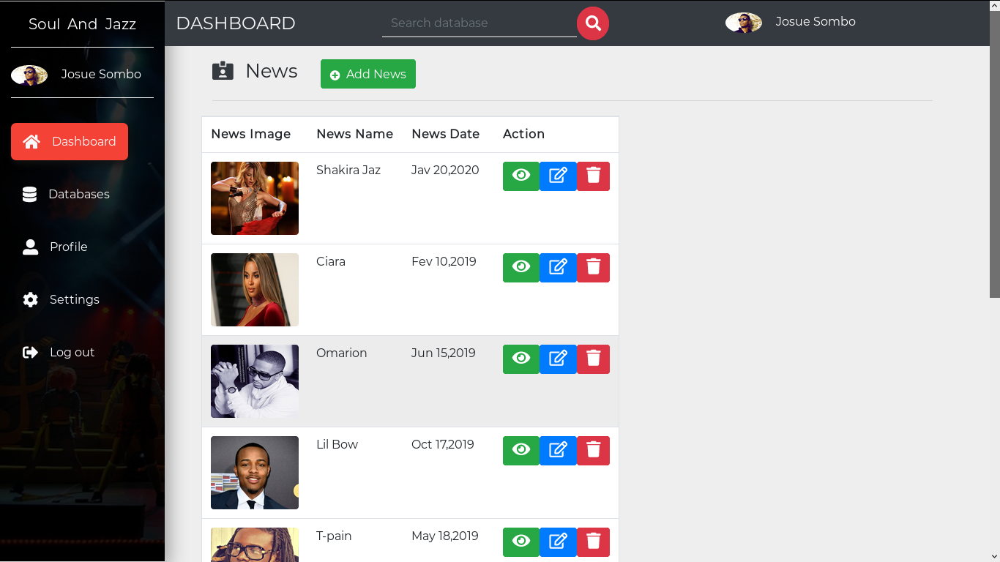 Soul And Jazz
Josue Sombo
Dashboard
Databases
Profile
Settings
Log out
DASHBOARD
Search database
Josue Sombo
News
Add News
News Image News Name News Date Action
Shakira Jaz Jav 20,2020
Ciara Fev 10,2019
Omarion Jun 15,2019
Lil Bow Oct 17,2019
T-pain May 18,2019